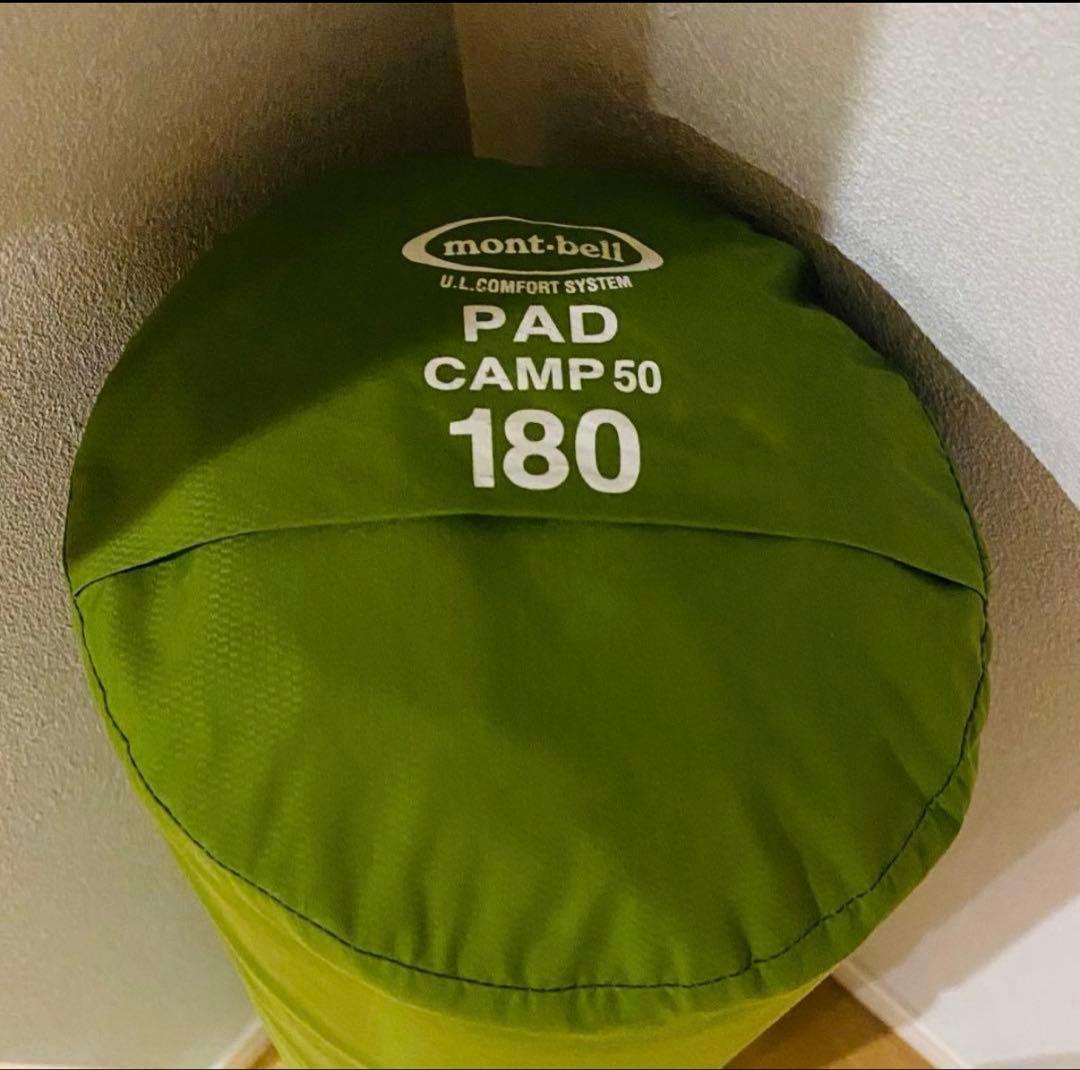 mont·bell
U.L.COMFORT SYSTEM
PAD
CAMP 50
180